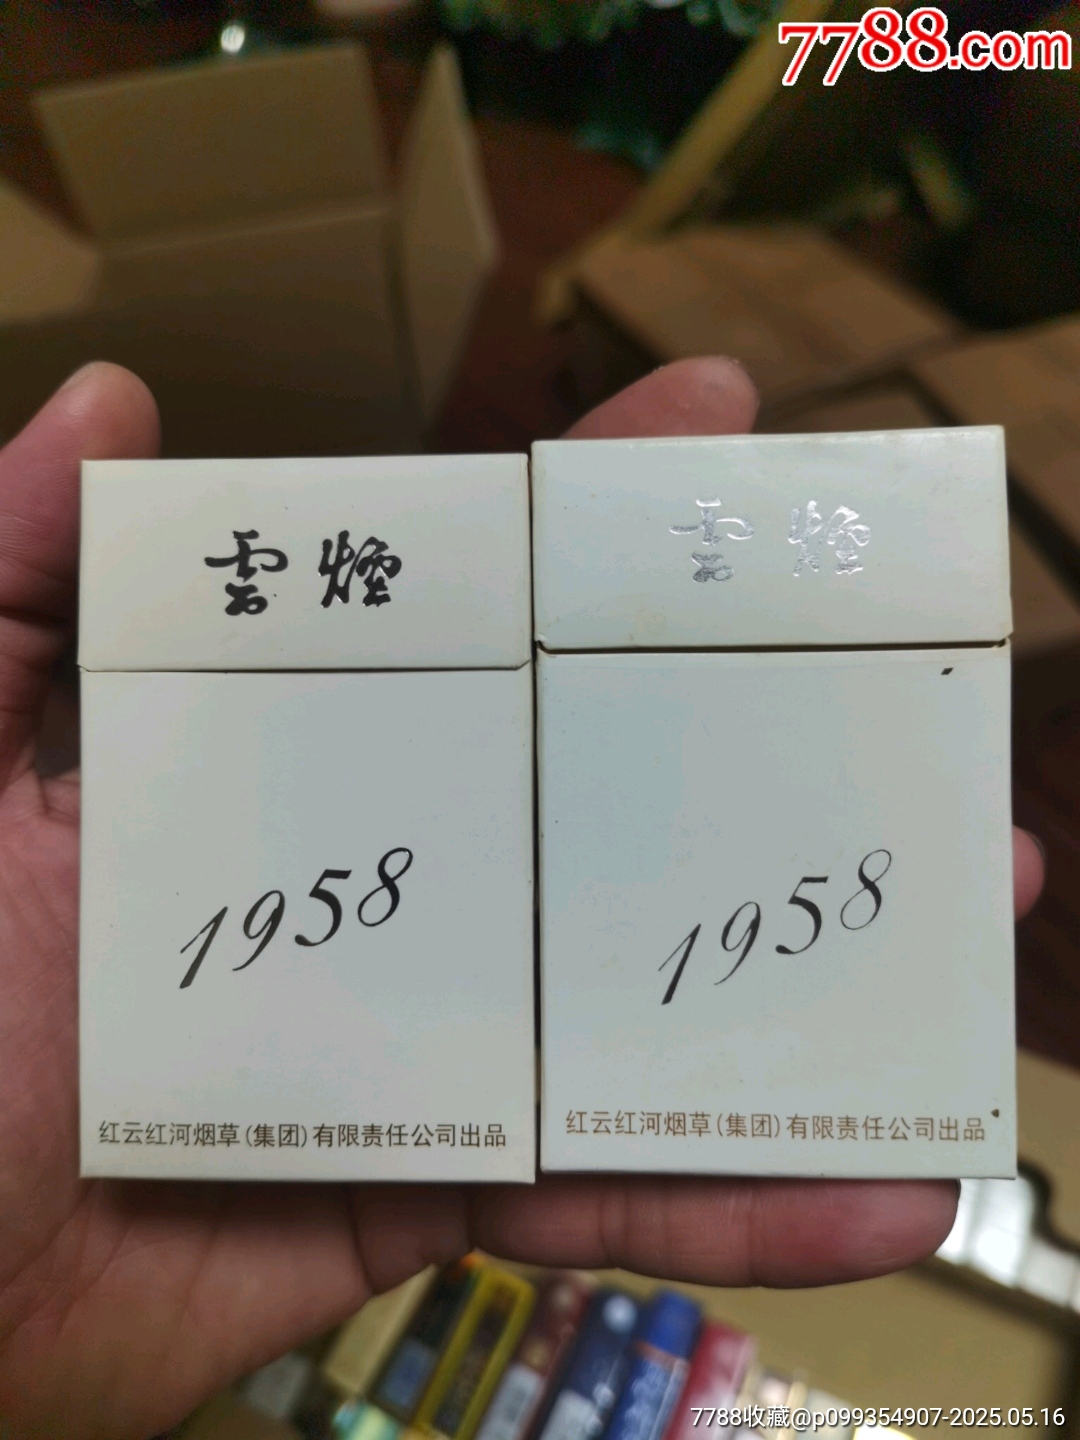 7788.com
雲煙
1958
红云红河烟草(集团)有限责任公司出品
雲煙
1958
红云红河烟草(集团)有限责任公司出品
7788收藏@p099354907-2025.05.16